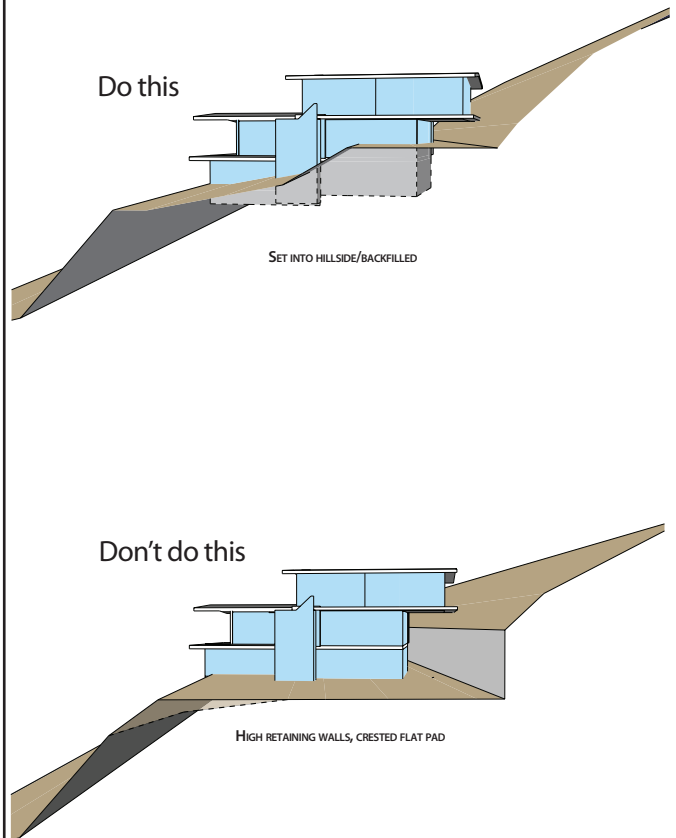 Do this
SET INTO HILLSIDE/BACKFILLED
Don't do this
HIGH RETAINING WALLS, CRESTED FLAT PAD